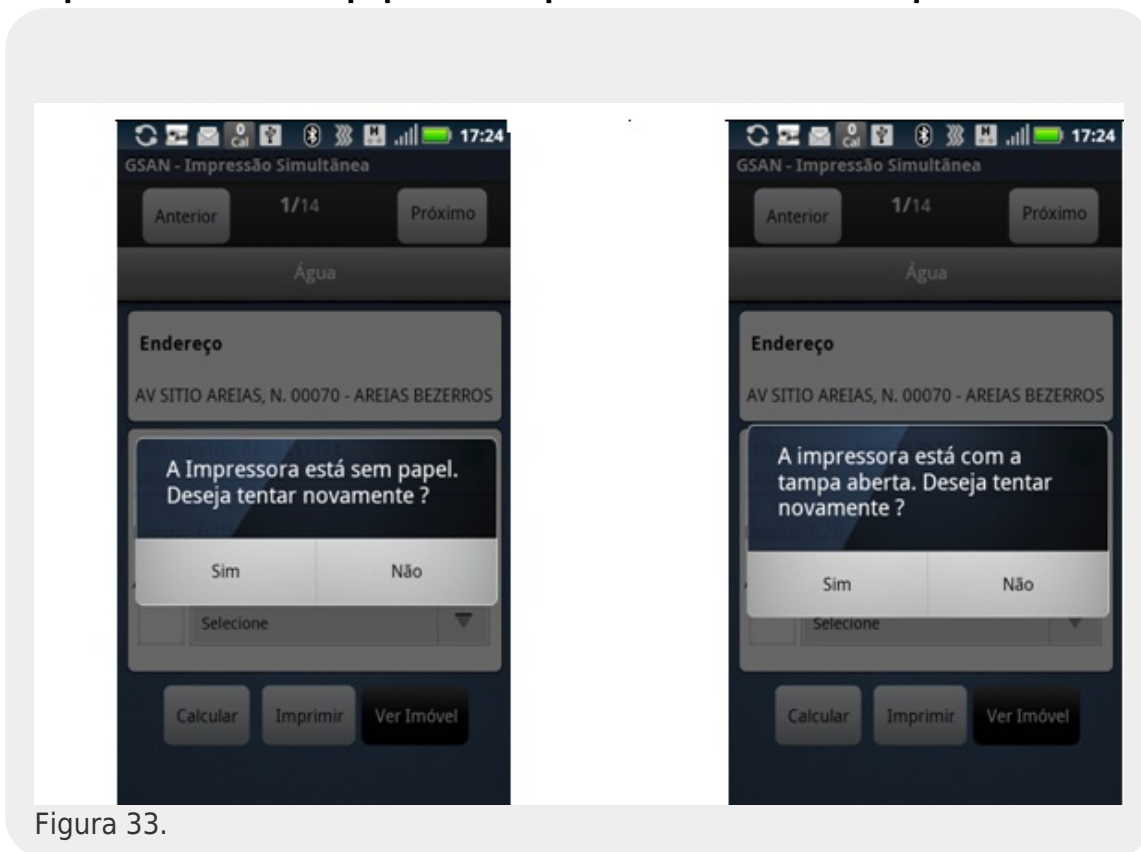 17:24
GSAN - Impressão Simultânea
Anterior
1/14
Próximo
Água
Endereço
AV SITIO AREIAS, N. 00070 - AREIAS BEZERROS
A Impressora está sem papel.
Deseja tentar novamente ?
Sim
Não
Selecione
Calcular
Imprimir
Ver Imóvel
17:24
GSAN - Impressão Simultânea
Anterior
1/14
Próximo
Água
Endereço
AV SITIO AREIAS, N. 00070 - AREIAS BEZERROS
A impressora está com a
tampa aberta. Deseja tentar
novamente ?
Sim
Não
Selecione
Calcular
Imprimir
Ver Imóvel
Figura 33.